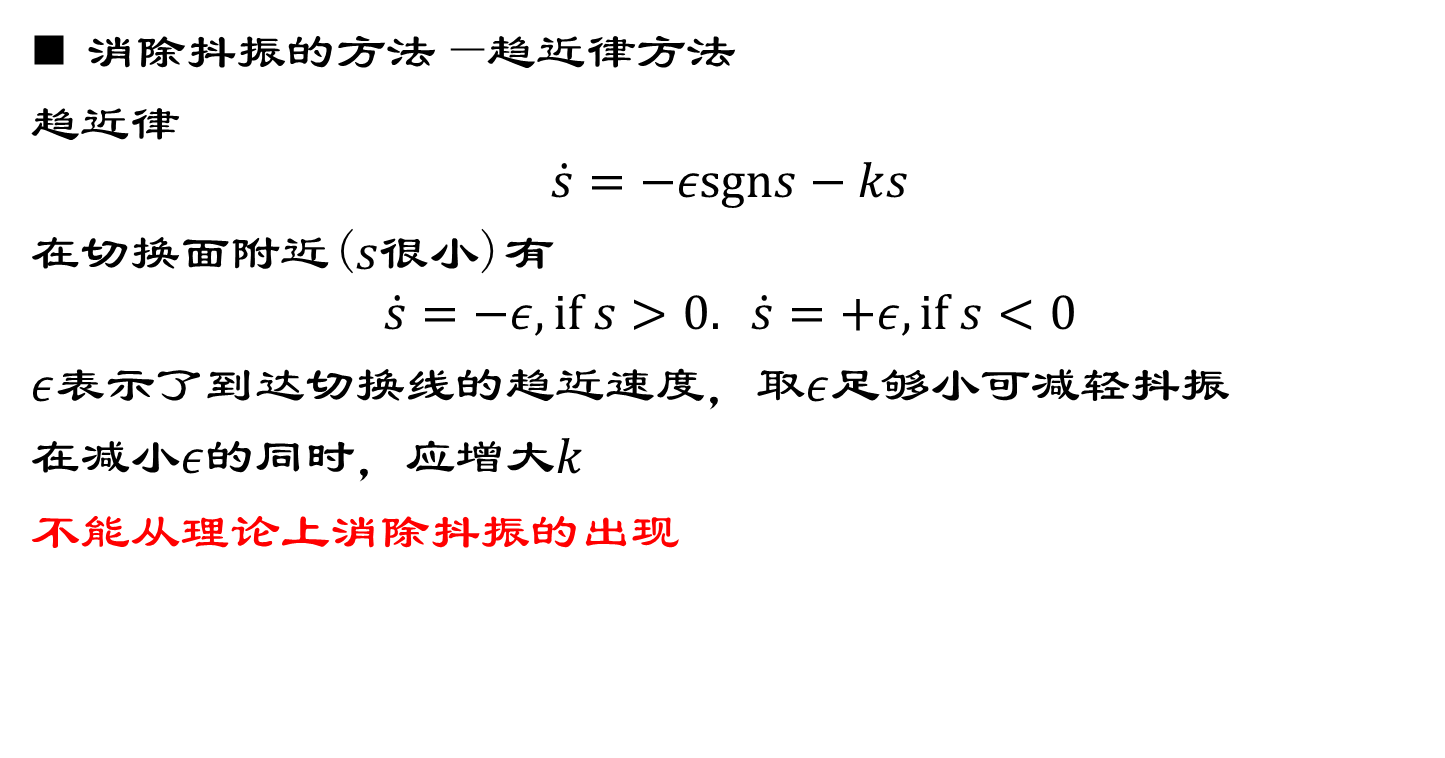 ■ 消除抖振的方法 —趋近律方法
趋近律
ṡ = −ϵsgns − ks
在切换面附近(s很小)有
ṡ = −ϵ, if s > 0. ṡ = +ϵ, if s < 0
ϵ表示了到达切换线的趋近速度，取ϵ足够小可减轻抖振
在减小ϵ的同时，应增大k
不能从理论上消除抖振的出现